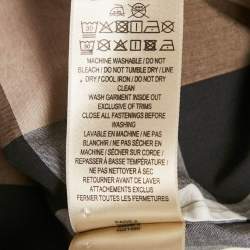 MACHINE WASHABLE / DO NOT
BLEACH / DO NOT TUMBLE DRY / LINE
DRY / COOL IRON / DO NOT DRY
CLEAN
WASH GARMENT INSIDE OUT
EXCLUSIVE OF TRIMS
CLOSE ALL FASTENINGS BEFORE
WASHING
LAVABLE EN MACHINE / NE PAS
BLANCHIR / NE PAS SÉCHER EN
MACHINE / SÉCHER SUR CORDE /
REPASSER À BASSE TEMPÉRATURE /
NE PAS NETTOYER À SEC
RETOURNER AVANT DE LAVER
ATTACHEMENTS EXCLUS
FERMER TOUTES LES FERMETURES